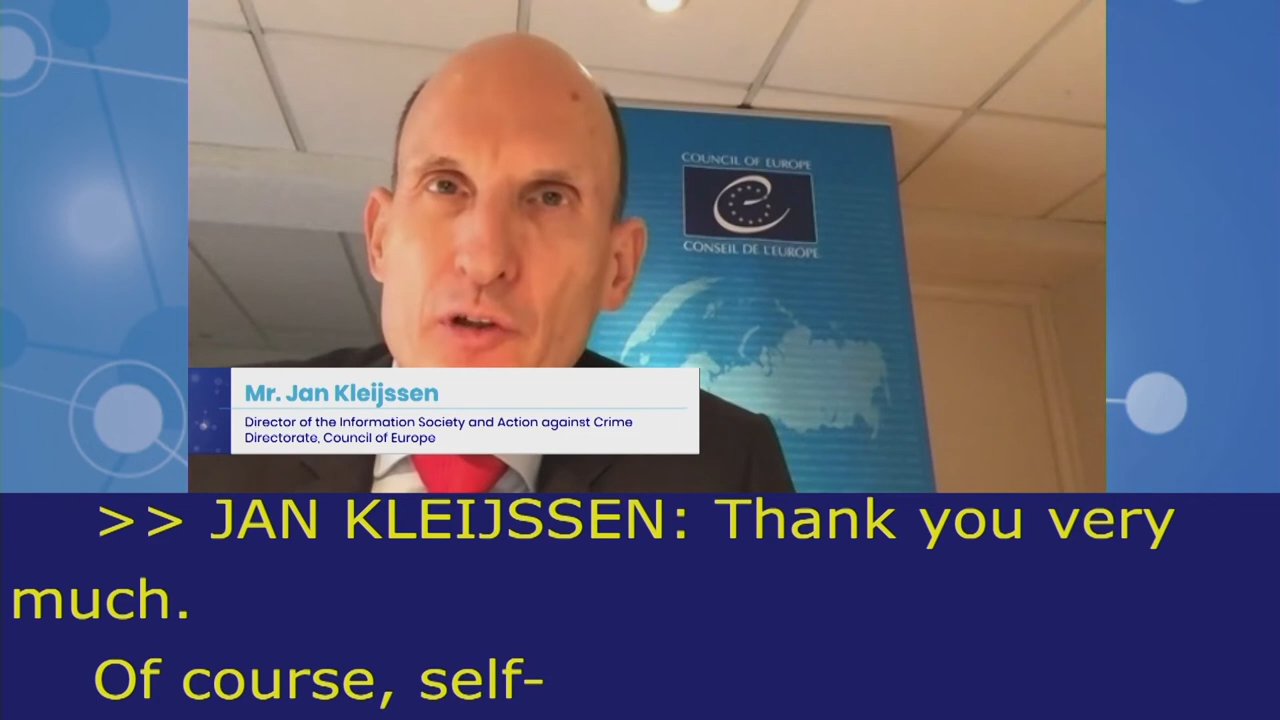 COUNCIL OF EUROPE
CONSEIL DE L'EUROPE
Mr. Jan Kleijssen
Director of the Information Society and Action against Crime
Directorate, Council of Europe
>> JAN KLEIJSSEN: Thank you very
much.
Of course, self-